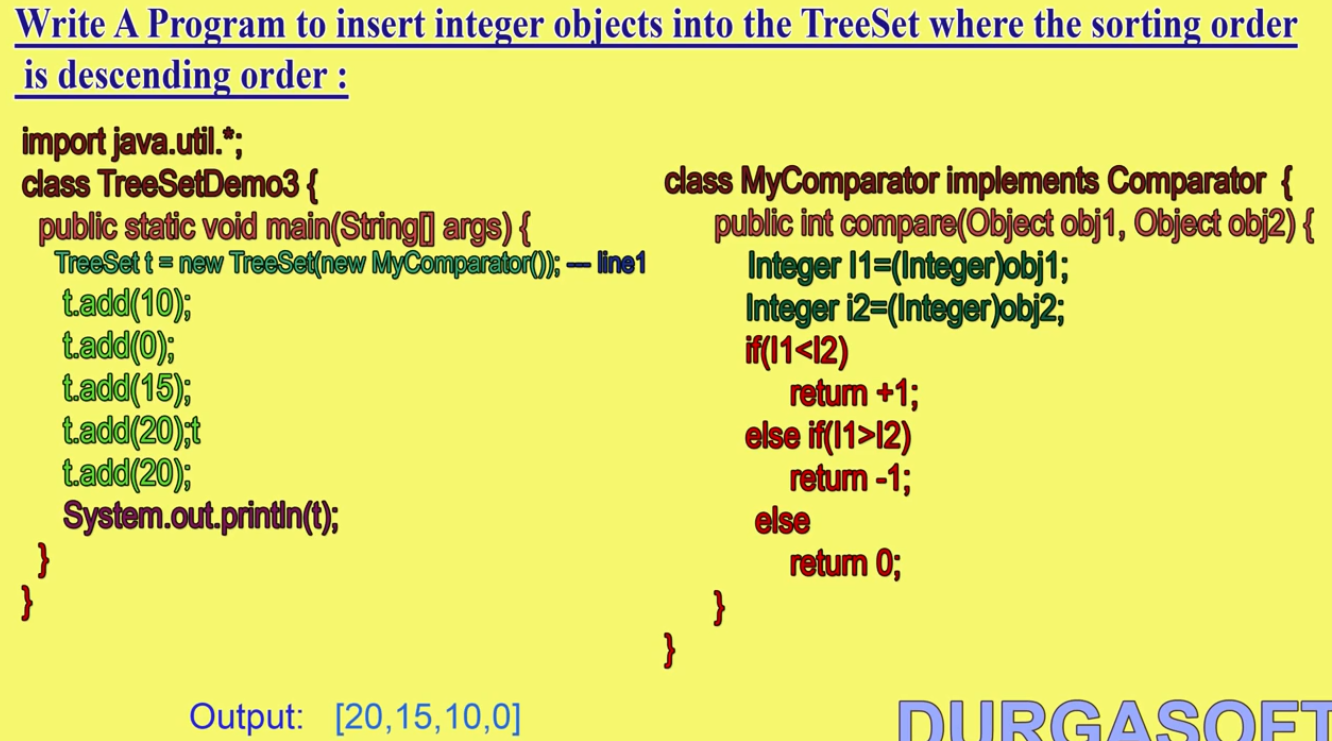 Write A Program to insert integer objects into the TreeSet where the sorting order
is descending order :
import java.util.*;
class TreeSetDemo3 {
public static void main(String[] args) {
TreeSet t = new TreeSet(new MyComparator()); --- line1
t.add(10);
t.add(0);
t.add(15);
t.add(20);t
t.add(20);
System.out.println(t);
}
}
class MyComparator implements Comparator {
public int compare(Object obj1, Object obj2) {
Integer I1=(Integer)obj1;
Integer i2=(Integer)obj2;
if(I1<I2)
return +1;
else if(I1>I2)
return -1;
else
return 0;
}
}
Output: [20,15,10,0]
DURGASOFT